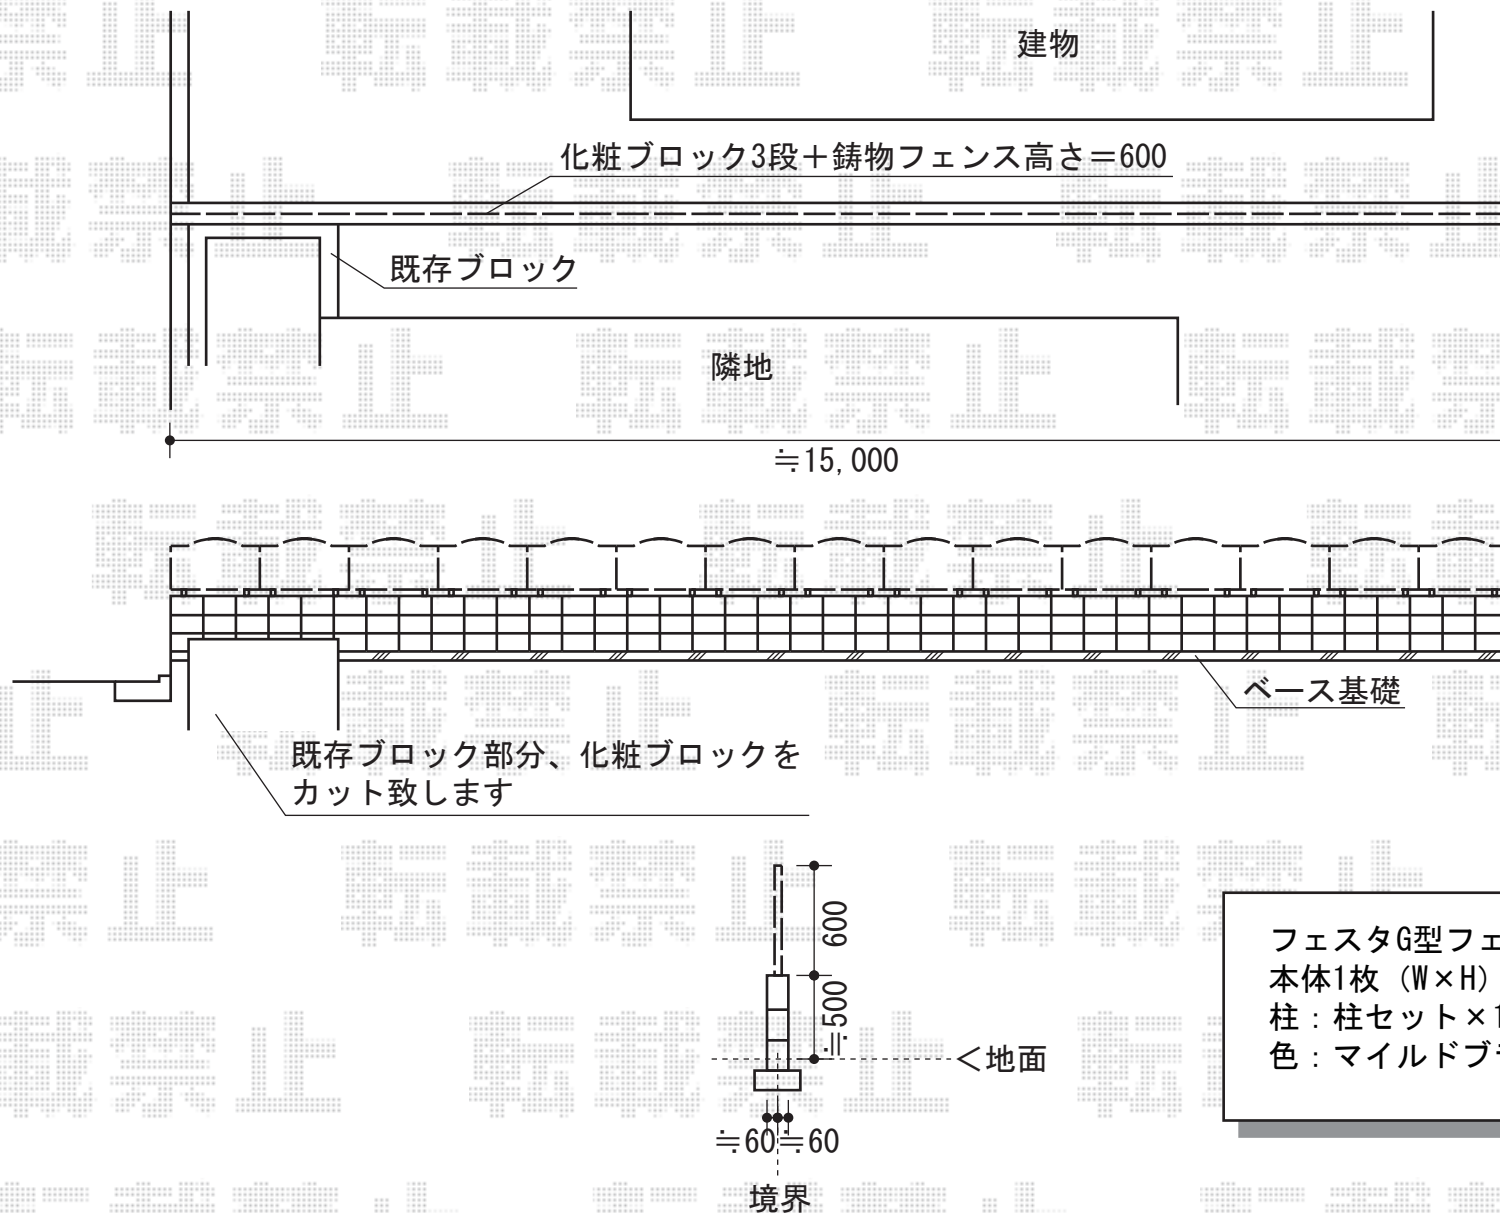 建物
化粧ブロック3段＋鋳物フェンス高さ＝600
既存ブロック
隣地
≒15,000
ベース基礎
既存ブロック部分、化粧ブロックを
カット致します
600
≒500
＜地面
≒60 ≒60
境界
フェスタG型フェ
本体1枚（W×H）
柱：柱セット×1
色：マイルドブ
転載禁止